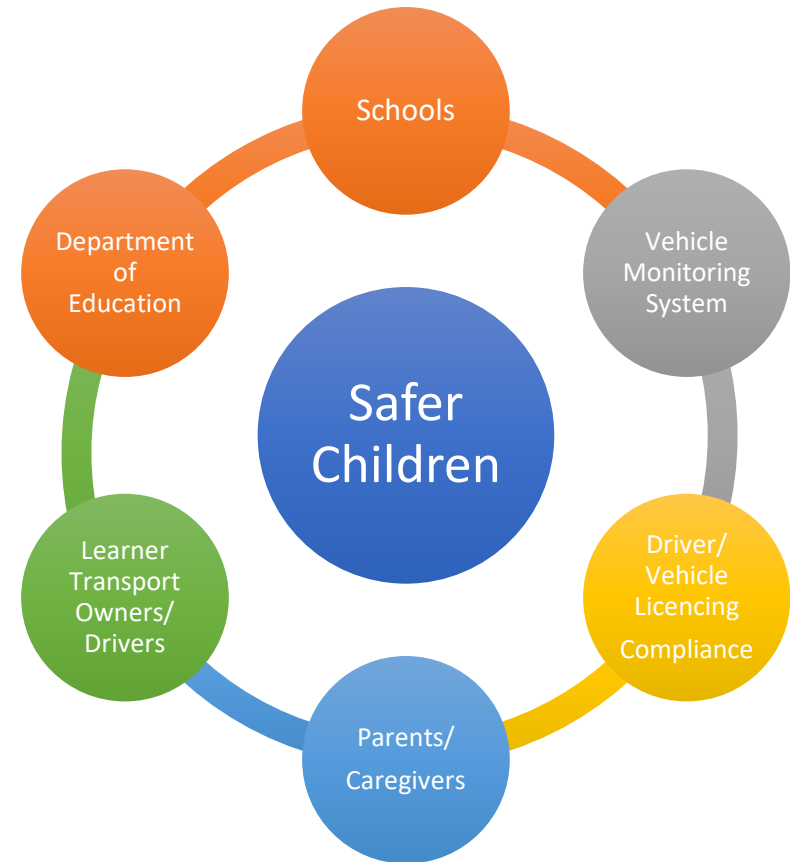 Schools
Vehicle
Monitoring
System
Driver/
Vehicle
Licencing
Compliance
Parents/
Caregivers
Learner
Transport
Owners/
Drivers
Department
of
Education
Safer
Children